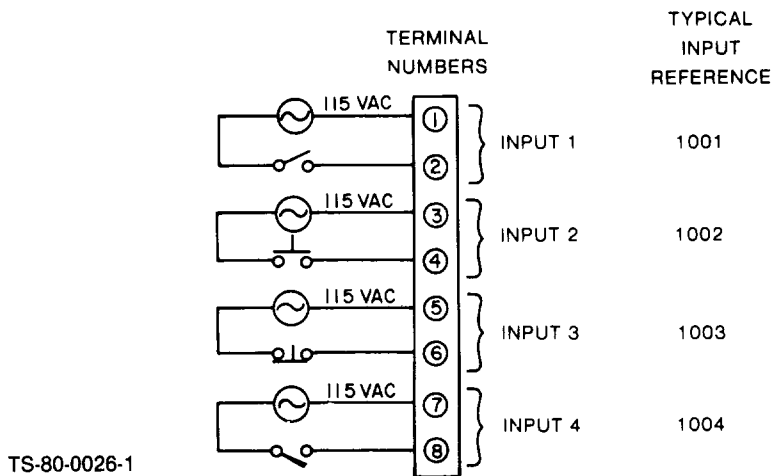 TERMINAL
NUMBERS
TYPICAL
INPUT
REFERENCE
115 VAC
1
2
INPUT 1
1001
115 VAC
3
4
INPUT 2
1002
115 VAC
5
6
INPUT 3
1003
115 VAC
7
8
INPUT 4
1004
TS-80-0026-1